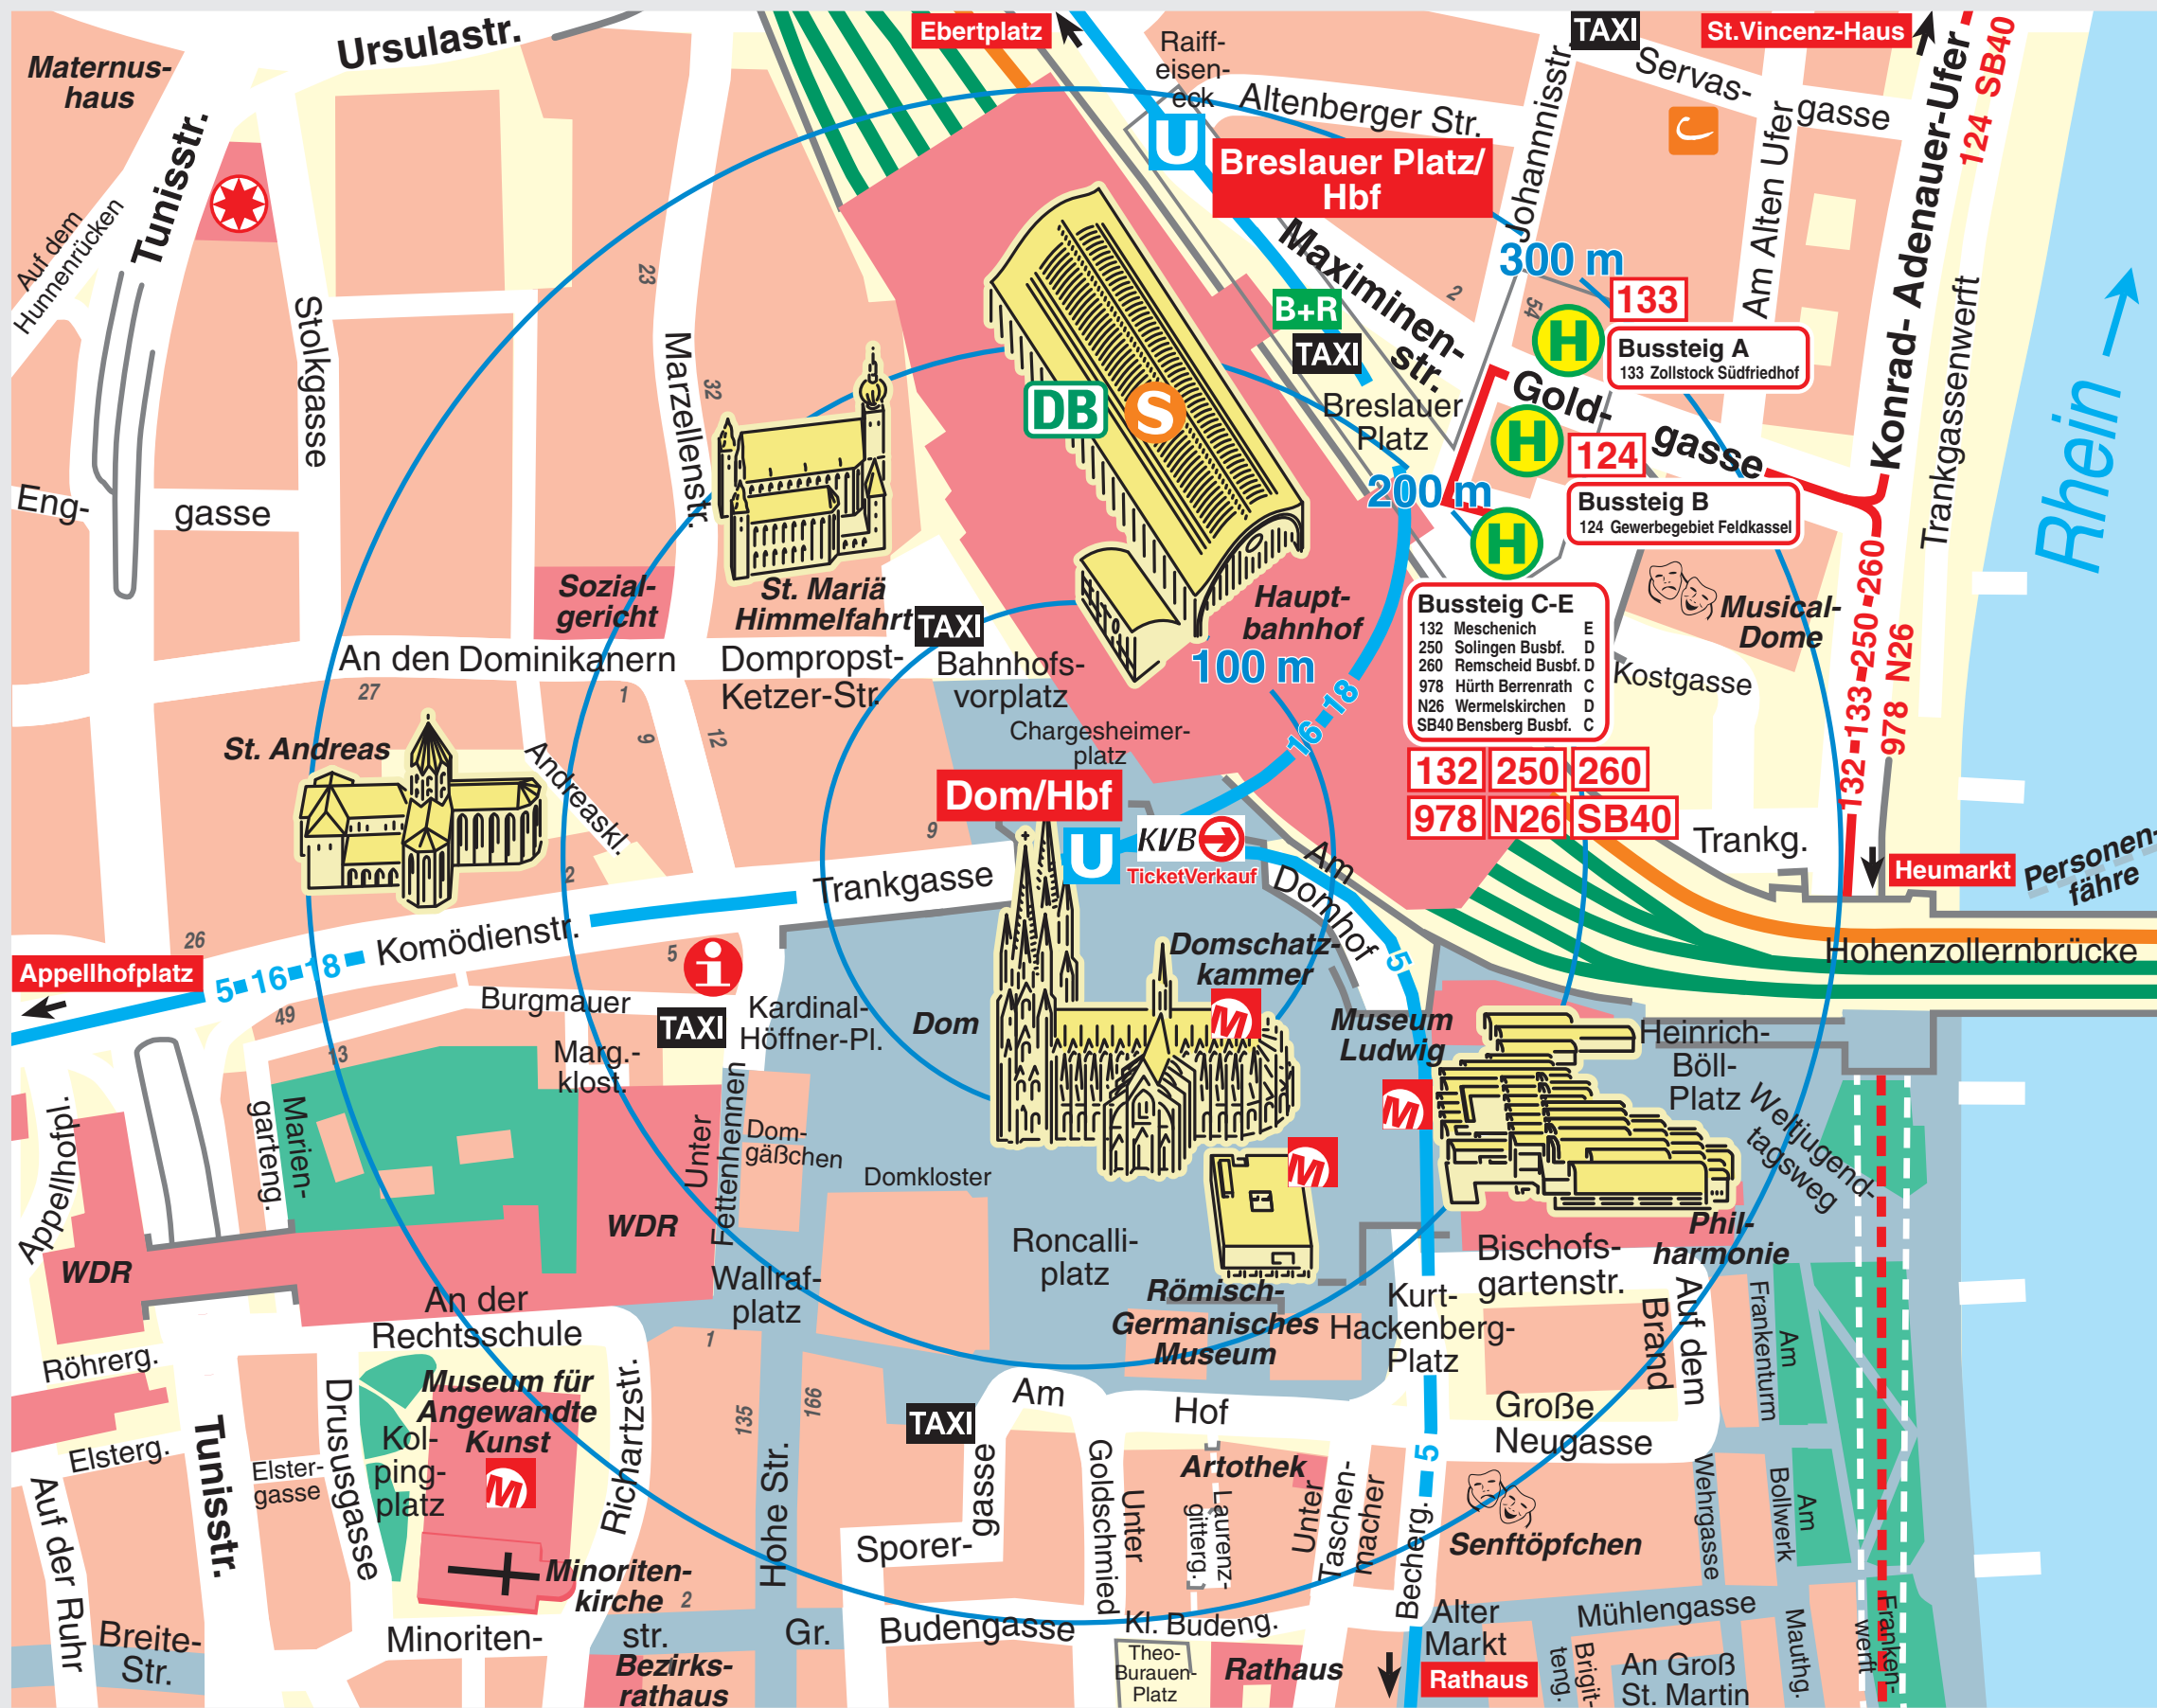 Maternus-
haus
Ursulastr.
Ebertplatz
Raiff-
eisen-
eck
TAXI
St.Vincenz-Haus
Servas-
gasse
Altenberger Str.
Johannisstr.
Am Alten Ufer
Konrad- Adenauer-Ufer
124 SB40
Tunisstr.
Auf dem
Hunnenrücken
U
Breslauer Platz/
Hbf
Maximinen-
str.
300 m
133
H
Bussteig A
133 Zollstock Südfriedhof
54
2
B+R
TAXI
Breslauer
Platz
Gold-
gasse
H
124
Bussteig B
124 Gewerbegebiet Feldkassel
200 m
H
Trankgassenwerft
Rhein
Stolkgasse
23
32
Marzellenstr.
DB
S
Eng-
gasse
Sozial-
gericht
St. Mariä
Himmelfahrt
TAXI
Haupt-
bahnhof
100 m
Bussteig C-E
132 Meschenich E
250 Solingen Busbf. D
260 Remscheid Busbf. D
978 Hürth Berrenrath C
N26 Wermelskirchen D
SB40 Bensberg Busbf. C
132 250 260
978 N26 SB40
Musical-
Dome
Kostgasse
132 133 250 260
978 N26
An den Dominikanern
27
1
9
12
Dompropst-
Ketzer-Str.
Bahnhofs-
vorplatz
Chargesheimer-
platz
16 18
St. Andreas
Andreaskl.
2
9
Dom/Hbf
U
KVB
TicketVerkauf
Am
Domhof
Trankg.
Heumarkt
Personen-
fähre
Hohenzollernbrücke
Trankgasse
26
Komödienstr.
Appellhofplatz
5 16 18
49
13
5
i
Burgmauer
TAXI
Kardinal-
Höffner-Pl.
Dom
Domschatz-
kammer
M
5
Museum
Ludwig
M
Heinrich-
Böll-
Platz
Weltjugend-
tagsweg
Marg.-
klost.
Marien-
garteng.
Appellhofpl.
Unter
Fettenhennen
Dom-
gäßchen
Domkloster
M
WDR
WDR
Roncalli-
platz
Römisch-
Germanisches
Museum
Phil-
harmonie
Bischofs-
gartenstr.
Wallraf-
platz
Kurt-
Hackenberg-
Platz
Auf dem
Brand
Frankenturm
Am
An der
Rechtsschule
Röhrerg.
1
Museum für
Angewandte
Kunst
M
Kol-
ping-
platz
Richartzstr.
Drususgasse
Elsterg.
Elster-
gasse
Tunisstr.
Auf der Ruhr
135
166
Hohe Str.
TAXI
Am
Hof
Große
Neugasse
Sporer-
gasse
Unter
Goldschmied
Artothek
Laurenz-
gitterg.
Unter
Taschen-
macher
Becherg.
5
Senftöpfchen
Wehrgasse
Am
Bollwerk
Minoriten-
kirche
2
Breite-
Str.
Minoriten-
str.
Bezirks-
rathaus
Gr.
Budengasse
Kl. Budeng.
Theo-
Burauen-
Platz
Rathaus
Alter
Markt
Rathaus
Mühlengasse
Brigit-
teng.
An Groß
St. Martin
Mauthg.
Franken-
werft